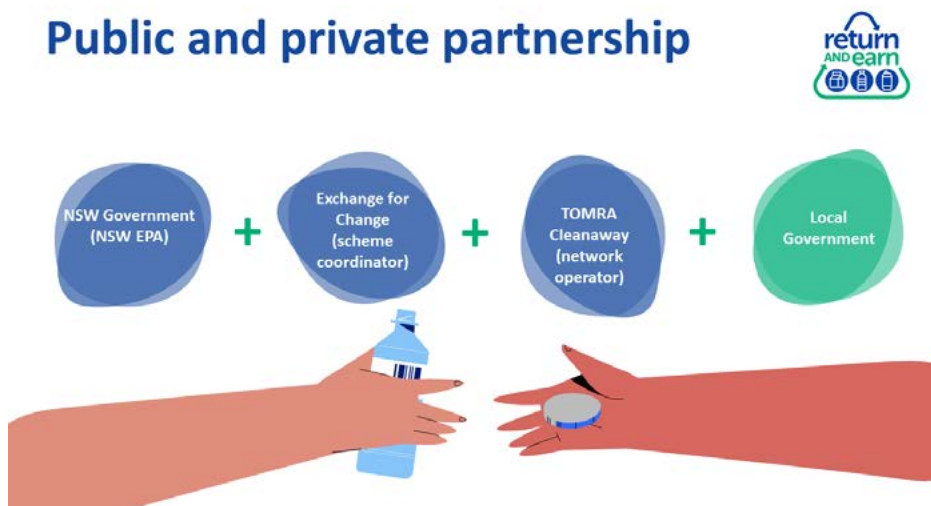 Public and private partnership
return
AND earn
NSW Government
(NSW EPA)
+
Exchange for
Change
(scheme
coordinator)
+
TOMRA
Cleanaway
(network
operator)
+
Local
Government